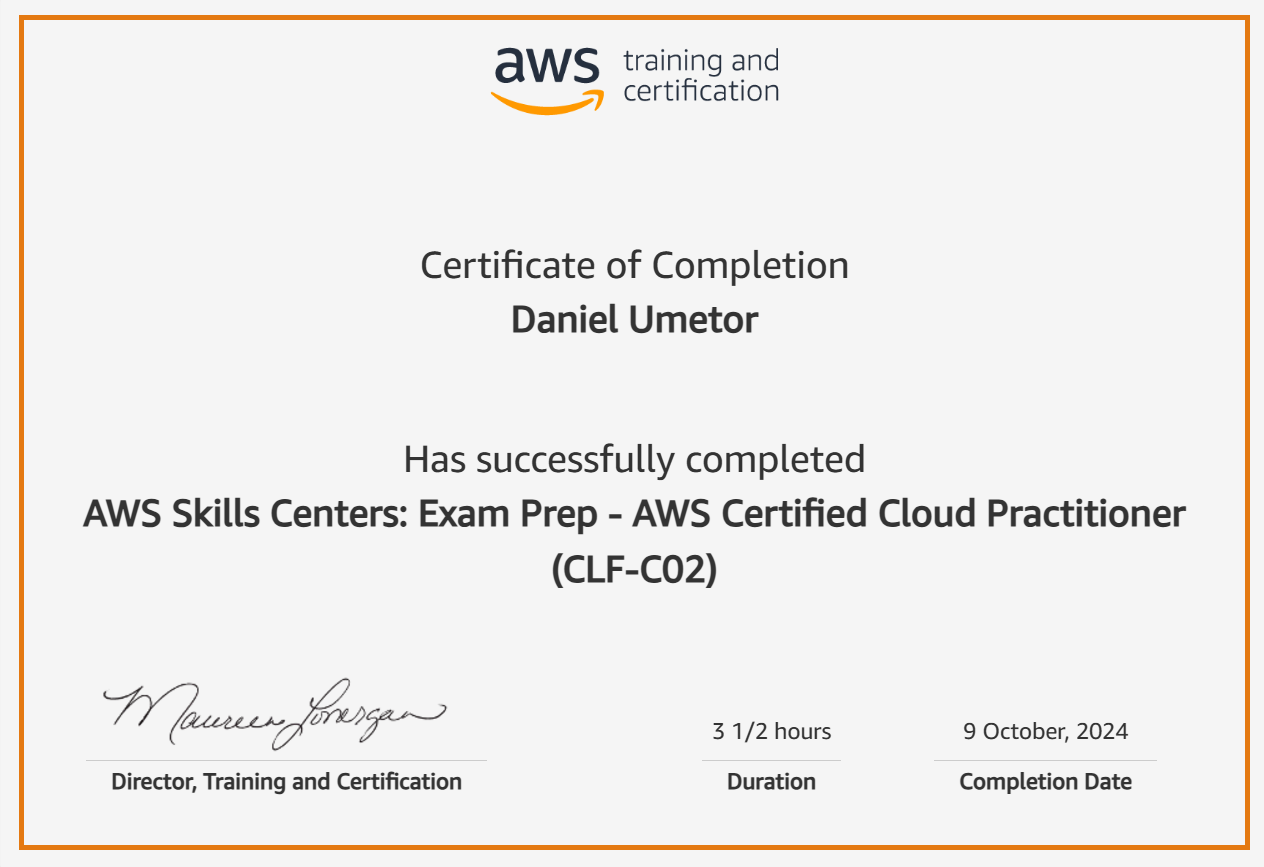 aws training and
certification
Certificate of Completion
Daniel Umetor
Has successfully completed
AWS Skills Centers: Exam Prep - AWS Certified Cloud Practitioner
(CLF-C02)
Maureen Lonergan
3 1/2 hours
9 October, 2024
Director, Training and Certification
Duration
Completion Date